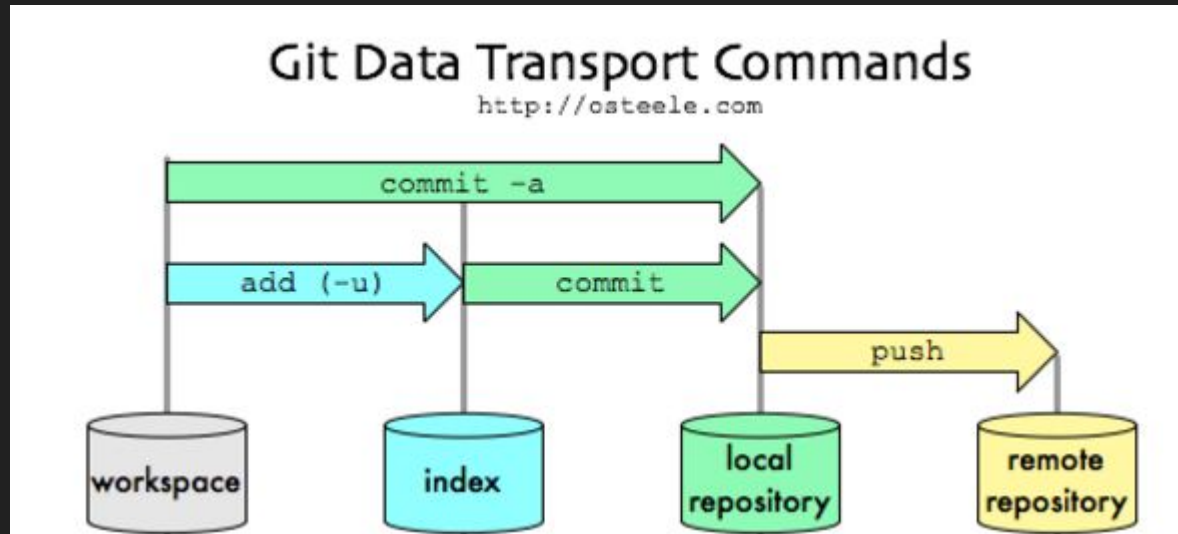 Git Data Transport Commands
http://osteele.com
commit -a
add (-u)
commit
push
workspace
index
local
repository
remote
repository